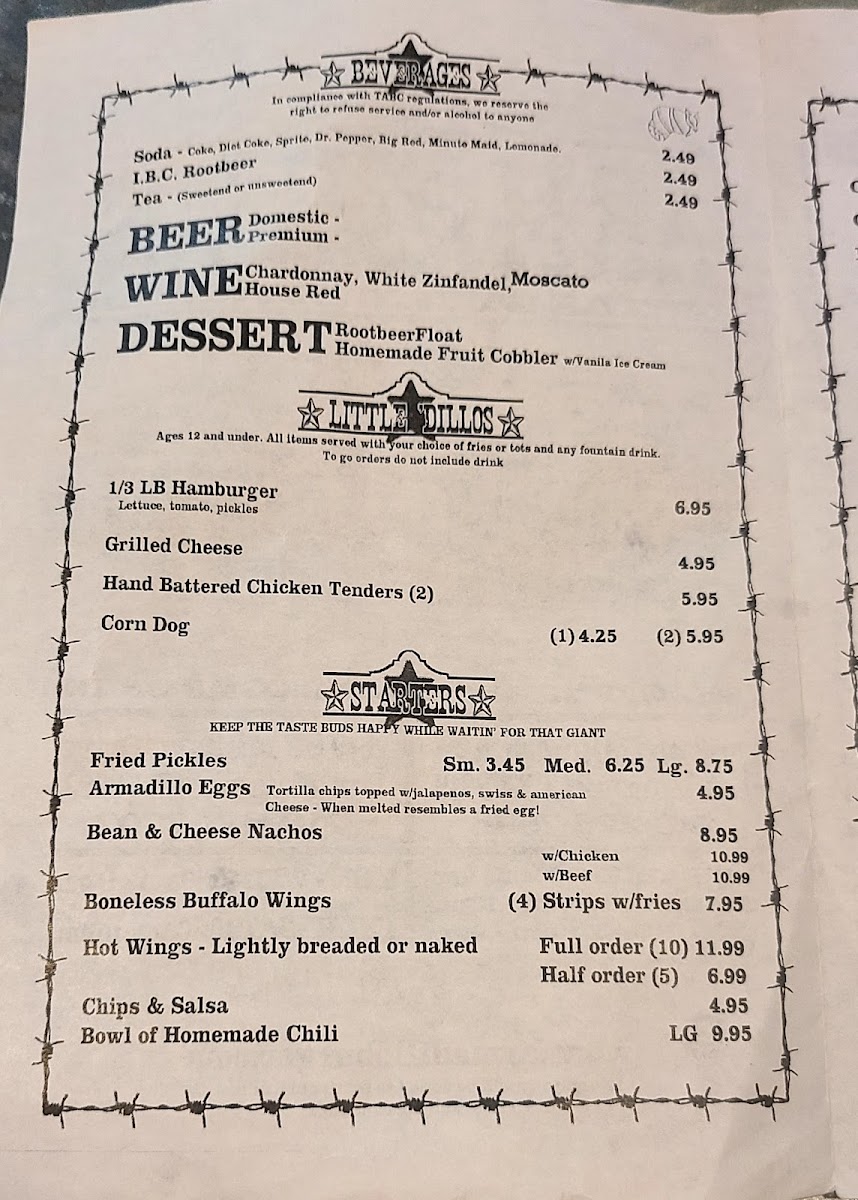 BEVERAGES
In compliance with TABC regulations, we reserve the
right to refuse service and/or alcohol to anyone
Soda - Coke, Diet Coke, Sprite, Dr. Pepper, Big Red, Minute Maid, Lemonade. 2.49
I.B.C. Rootbeer 2.49
Tea - (Sweetend or unsweetend) 2.49
BEER Domestic -
Premium -
WINE Chardonnay, White Zinfandel, Moscato
House Red
DESSERT RootbeerFloat
Homemade Fruit Cobbler w/Vanila Ice Cream
LITTLE 'DILLOS
Ages 12 and under. All items served with your choice of fries or tots and any fountain drink.
To go orders do not include drink
1/3 LB Hamburger 6.95
Lettuce, tomato, pickles
Grilled Cheese 4.95
Hand Battered Chicken Tenders (2) 5.95
Corn Dog (1) 4.25 (2) 5.95
STARTERS
KEEP THE TASTE BUDS HAPPY WHILE WAITIN' FOR THAT GIANT
Fried Pickles Sm. 3.45 Med. 6.25 Lg. 8.75
Armadillo Eggs Tortilla chips topped w/jalapenos, swiss & american 4.95
Cheese - When melted resembles a fried egg!
Bean & Cheese Nachos 8.95
w/Chicken 10.99
w/Beef 10.99
Boneless Buffalo Wings (4) Strips w/fries 7.95
Hot Wings - Lightly breaded or naked Full order (10) 11.99
Half order (5) 6.99
Chips & Salsa 4.95
Bowl of Homemade Chili LG 9.95